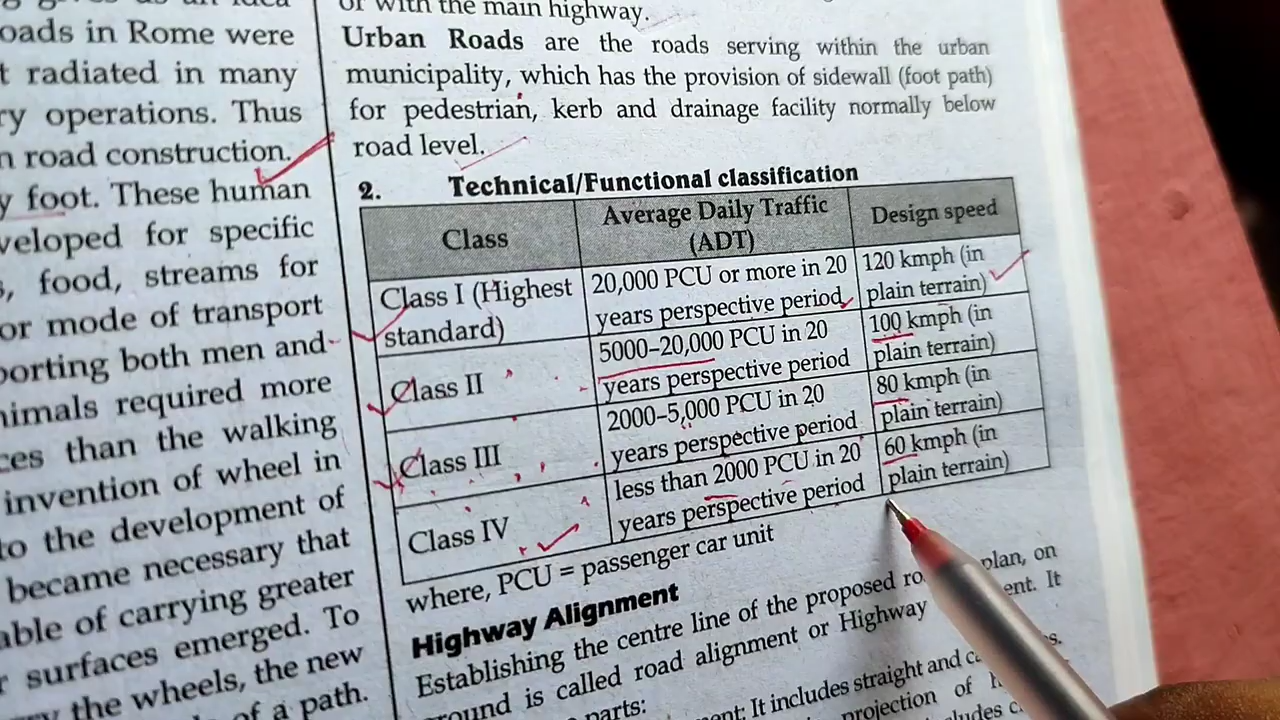 oads in Rome were
t radiated in many
ry operations. Thus
n road construction.
y foot. These human
veloped for specific
s, food, streams for
or mode of transport
porting both men and
nimals required more
ces than the walking
invention of wheel in
to the development of
became necessary that
able of carrying greater
r surfaces emerged. To
ry the wheels, the new
of a path.
or with the main highway.
Urban Roads are the roads serving within the urban
municipality, which has the provision of sidewall (foot path)
for pedestrian, kerb and drainage facility normally below
road level.
2. Technical/Functional classification
Class
Average Daily Traffic
(ADT)
Design speed
Class I (Highest
standard)
20,000 PCU or more in 20
years perspective period
120 kmph (in
plain terrain)
Class II
5000–20,000 PCU in 20
years perspective period
100 kmph (in
plain terrain)
Class III
2000–5,000 PCU in 20
years perspective period
80 kmph (in
plain terrain)
Class IV
less than 2000 PCU in 20
years perspective period
60 kmph (in
plain terrain)
where, PCU = passenger car unit
Highway Alignment
Establishing the centre line of the proposed plan, on
ound is called road alignment or Highway ent. It
parts:
ment: It includes straight and
projection of